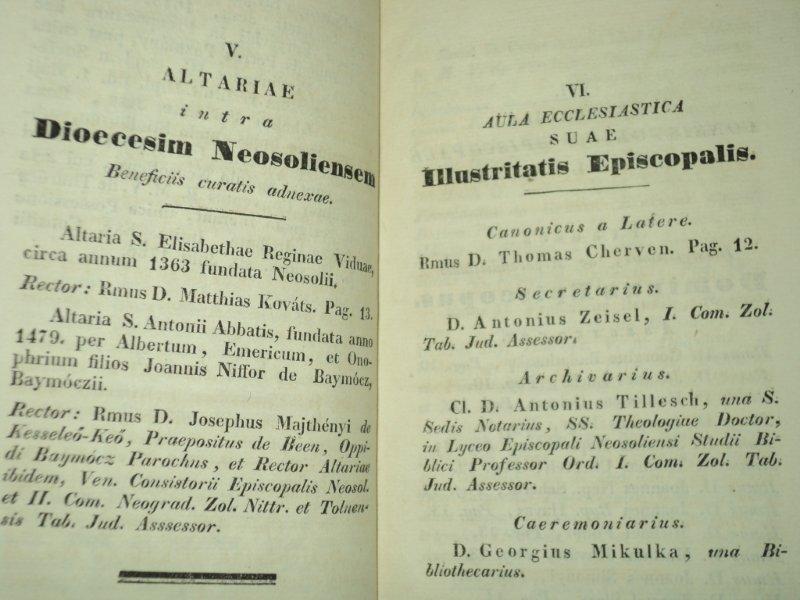 V.
ALTARIAE
intra
Dioecesim Neosoliensem
Beneficiis curatis adnexae.
Altaria S. Elisabethae Reginae Viduae,
circa annum 1363 fundata Neosolii,
Rector: Rmus D. Matthias Kováts. Pag. 13.
Altaria S. Antonii Abbatis, fundata anno
1479. per Albertum, Emericum, et Ono-
phrium filios Joannis Niffor de Baymócz,
Baymóczii.
Rector: Rmus D. Josephus Majthényi de
Kesseleő-Keő, Praepositus de Been, Oppi-
di Baymócz Parochus, et Rector Altariae
ibidem, Ven. Consistorii Episcopalis Neosol.
et II. Com. Neograd. Zol. Nittr. et Tolnen-
sis Tab. Jud. Asssessor.
VI.
AULA ECCLESIASTICA
SUAE
Illustritatis Episcopalis.
Canonicus a Latere.
Rmus D. Thomas Cherven. Pag. 12.
Secretarius.
D. Antonius Zeisel, I. Com. Zol.
Tab. Jud. Assessor.
Archivarius.
Cl. D. Antonius Tillesch, una S.
Sedis Notarius, SS. Theologiae Doctor,
in Lyceo Episcopali Neosoliensi Studii Bi-
blici Professor Ord. I. Com. Zol. Tab.
Jud. Assessor.
Caeremoniarius.
D. Georgius Mikulka, una Bi-
bliothecarius.